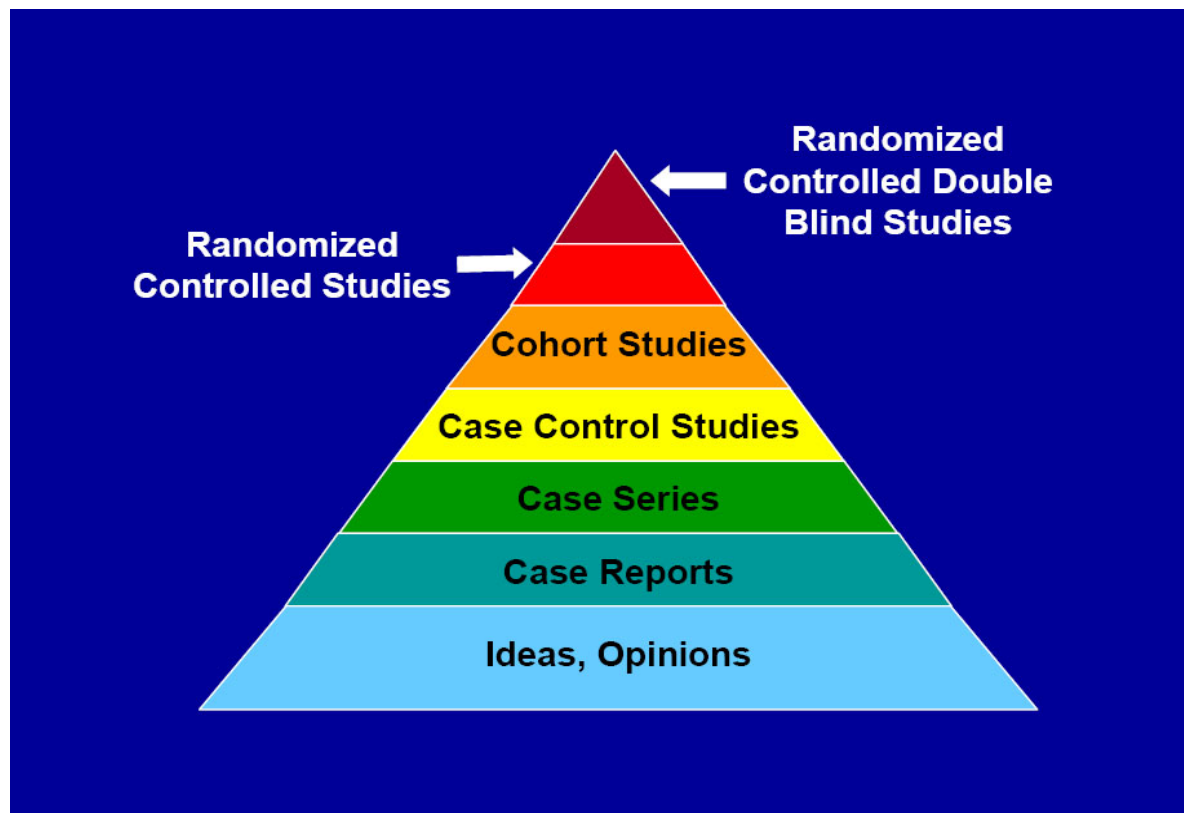 Randomized
Controlled Double
Blind Studies
Randomized
Controlled Studies
Cohort Studies
Case Control Studies
Case Series
Case Reports
Ideas, Opinions